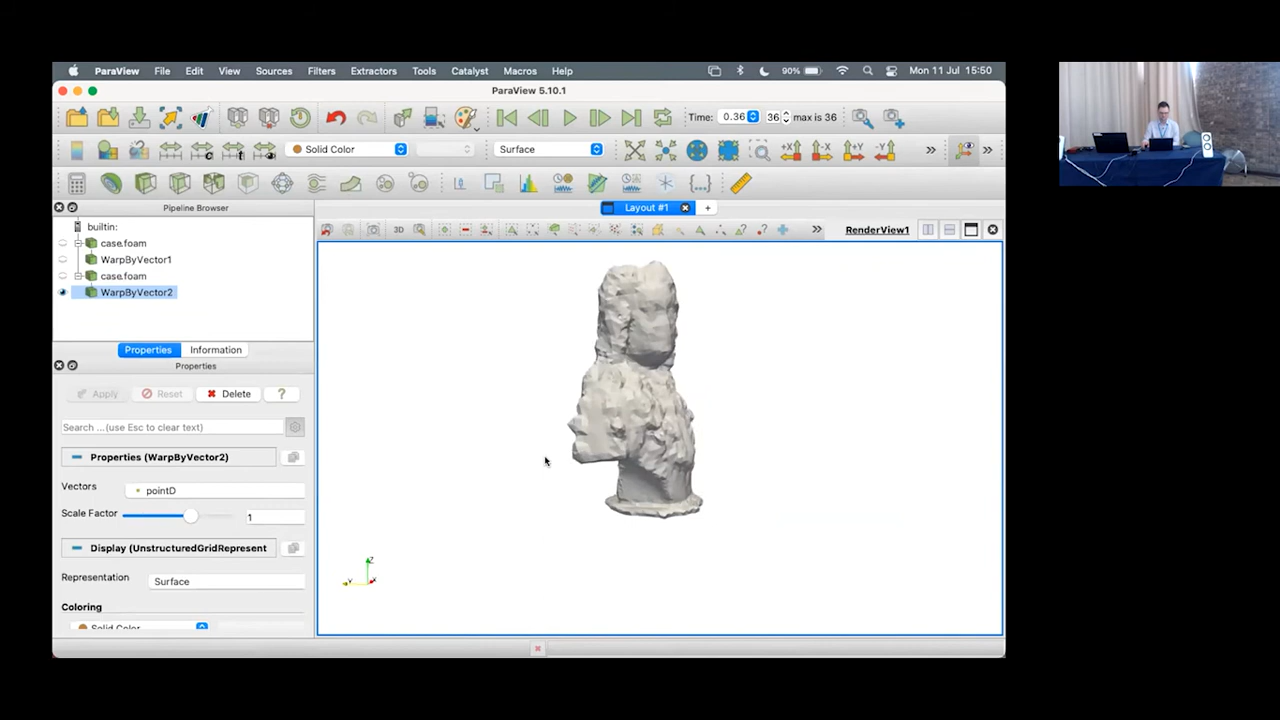 ParaView File Edit View Sources Filters Extractors Tools Catalyst Macros Help 90% Mon 11 Jul 15:50
ParaView 5.10.1
Time: 0.36 36 max is 36
Solid Color Surface +X -X +Y -Y
Pipeline Browser
Layout #1 +
builtin:
3D RenderView1
case.foam
WarpByVector1
case.foam
WarpByVector2
Properties Information
Properties
Apply Reset Delete ?
Search ...(use Esc to clear text)
Properties (WarpByVector2)
Vectors pointD
Scale Factor 1
Display (UnstructuredGridRepresent
Z
Y X
Representation Surface
Coloring
Solid Color